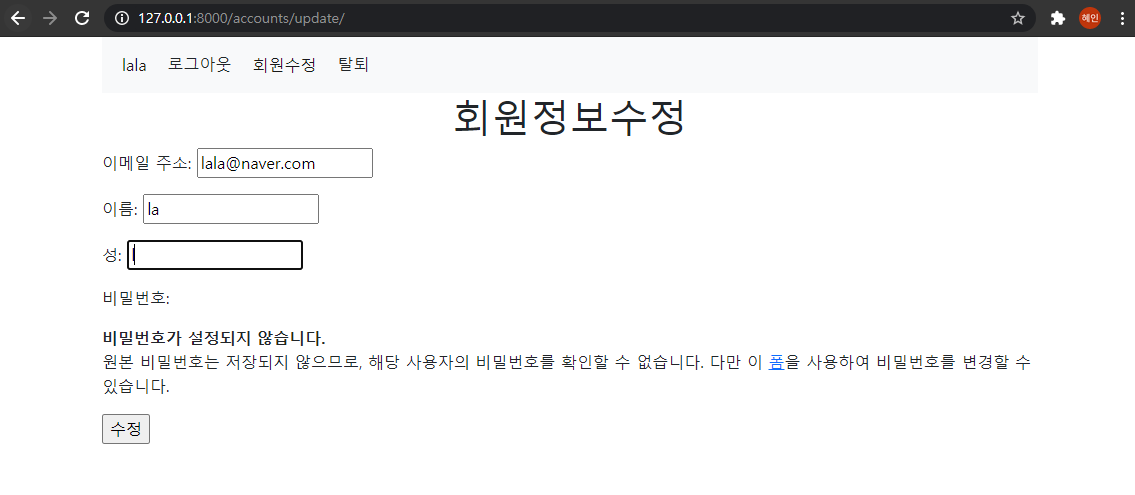 127.0.0.1:8000/accounts/update/
혜인
lala 로그아웃 회원수정 탈퇴
회원정보수정
이메일 주소: lala@naver.com
이름: la
성: l
비밀번호:
비밀번호가 설정되지 않습니다.
원본 비밀번호는 저장되지 않으므로, 해당 사용자의 비밀번호를 확인할 수 없습니다. 다만 이 폼을 사용하여 비밀번호를 변경할 수
있습니다.
수정